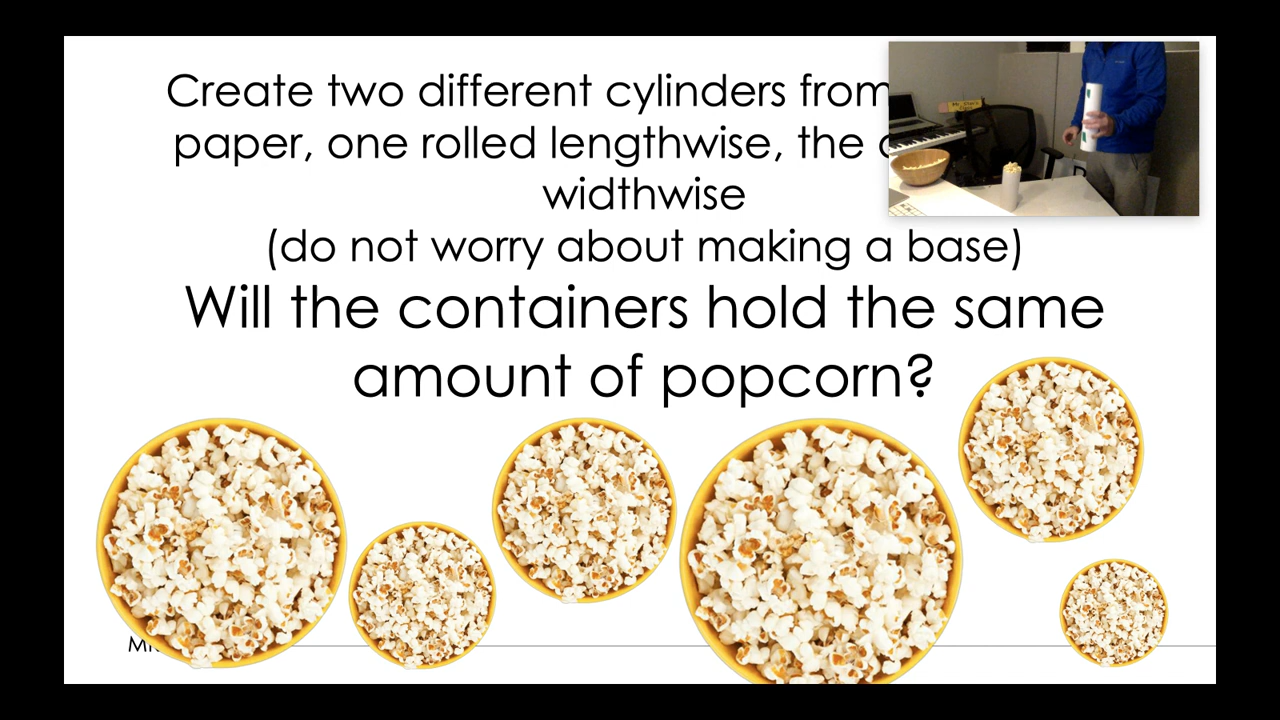 Create two different cylinders from
paper, one rolled lengthwise, the
widthwise
(do not worry about making a base)
Will the containers hold the same
amount of popcorn?